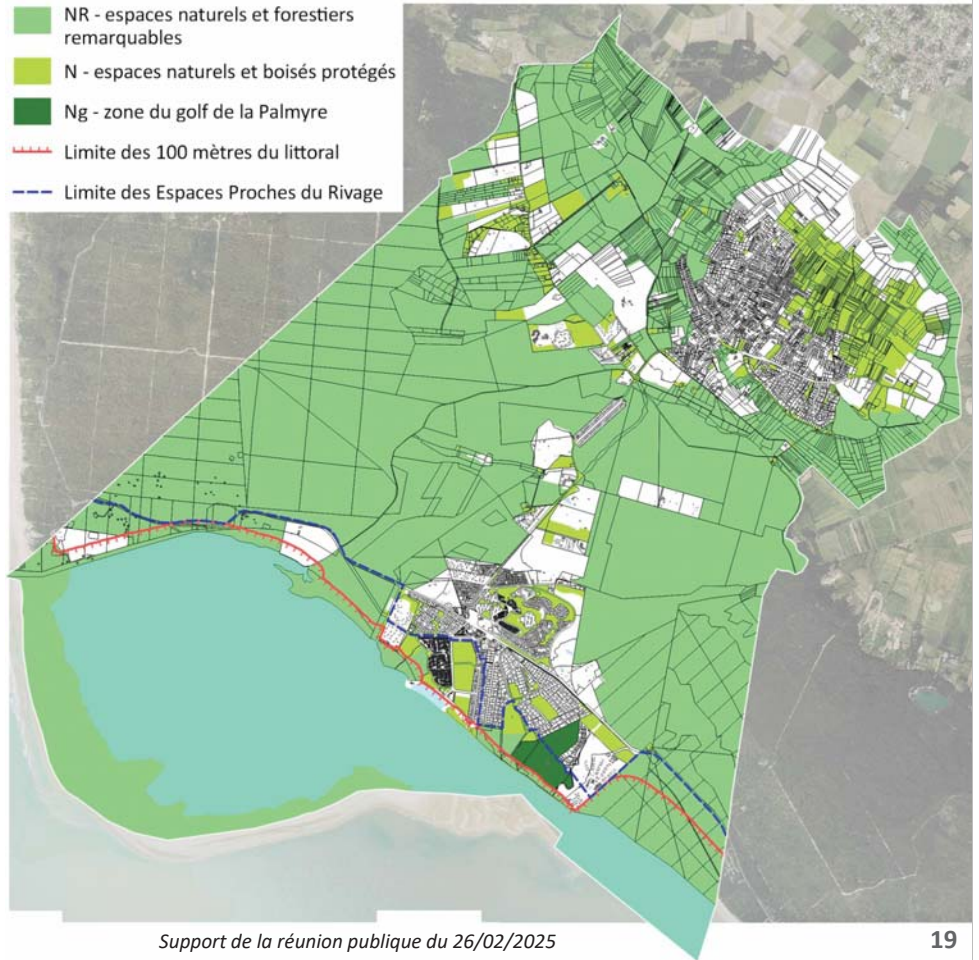 NR - espaces naturels et forestiers
remarquables
N - espaces naturels et boisés protégés
Ng - zone du golf de la Palmyre
Limite des 100 mètres du littoral
Limite des Espaces Proches du Rivage
Support de la réunion publique du 26/02/2025
19